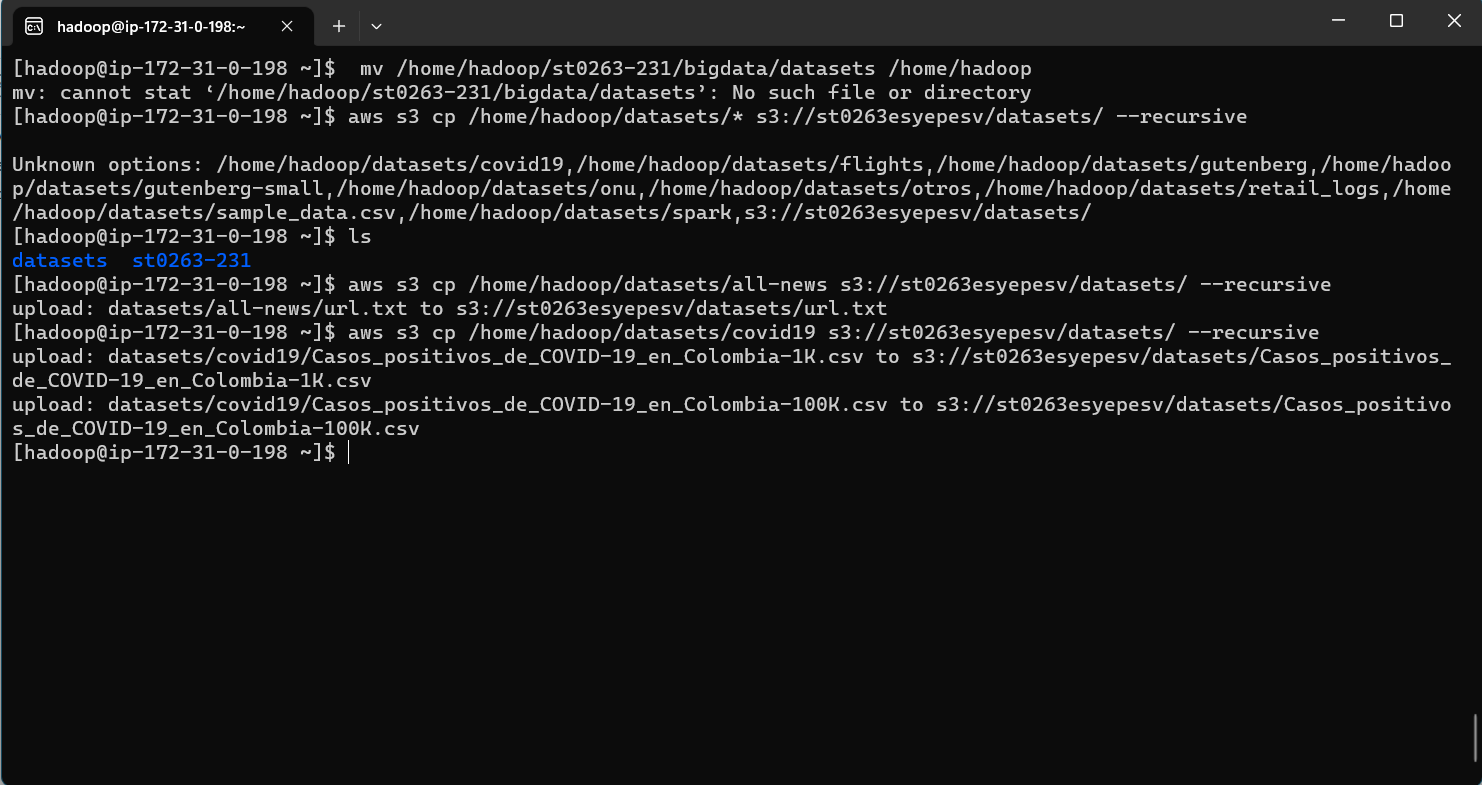 hadoop@ip-172-31-0-198:~
[hadoop@ip-172-31-0-198 ~]$  mv /home/hadoop/st0263-231/bigdata/datasets /home/hadoop
mv: cannot stat ‘/home/hadoop/st0263-231/bigdata/datasets’: No such file or directory
[hadoop@ip-172-31-0-198 ~]$ aws s3 cp /home/hadoop/datasets/* s3://st0263esyepesv/datasets/ --recursive
Unknown options: /home/hadoop/datasets/covid19,/home/hadoop/datasets/flights,/home/hadoop/datasets/gutenberg,/home/hadoo
p/datasets/gutenberg-small,/home/hadoop/datasets/onu,/home/hadoop/datasets/otros,/home/hadoop/datasets/retail_logs,/home
/hadoop/datasets/sample_data.csv,/home/hadoop/datasets/spark,s3://st0263esyepesv/datasets/
[hadoop@ip-172-31-0-198 ~]$ ls
datasets  st0263-231
[hadoop@ip-172-31-0-198 ~]$ aws s3 cp /home/hadoop/datasets/all-news s3://st0263esyepesv/datasets/ --recursive
upload: datasets/all-news/url.txt to s3://st0263esyepesv/datasets/url.txt
[hadoop@ip-172-31-0-198 ~]$ aws s3 cp /home/hadoop/datasets/covid19 s3://st0263esyepesv/datasets/ --recursive
upload: datasets/covid19/Casos_positivos_de_COVID-19_en_Colombia-1K.csv to s3://st0263esyepesv/datasets/Casos_positivos_
de_COVID-19_en_Colombia-1K.csv
upload: datasets/covid19/Casos_positivos_de_COVID-19_en_Colombia-100K.csv to s3://st0263esyepesv/datasets/Casos_positivo
s_de_COVID-19_en_Colombia-100K.csv
[hadoop@ip-172-31-0-198 ~]$